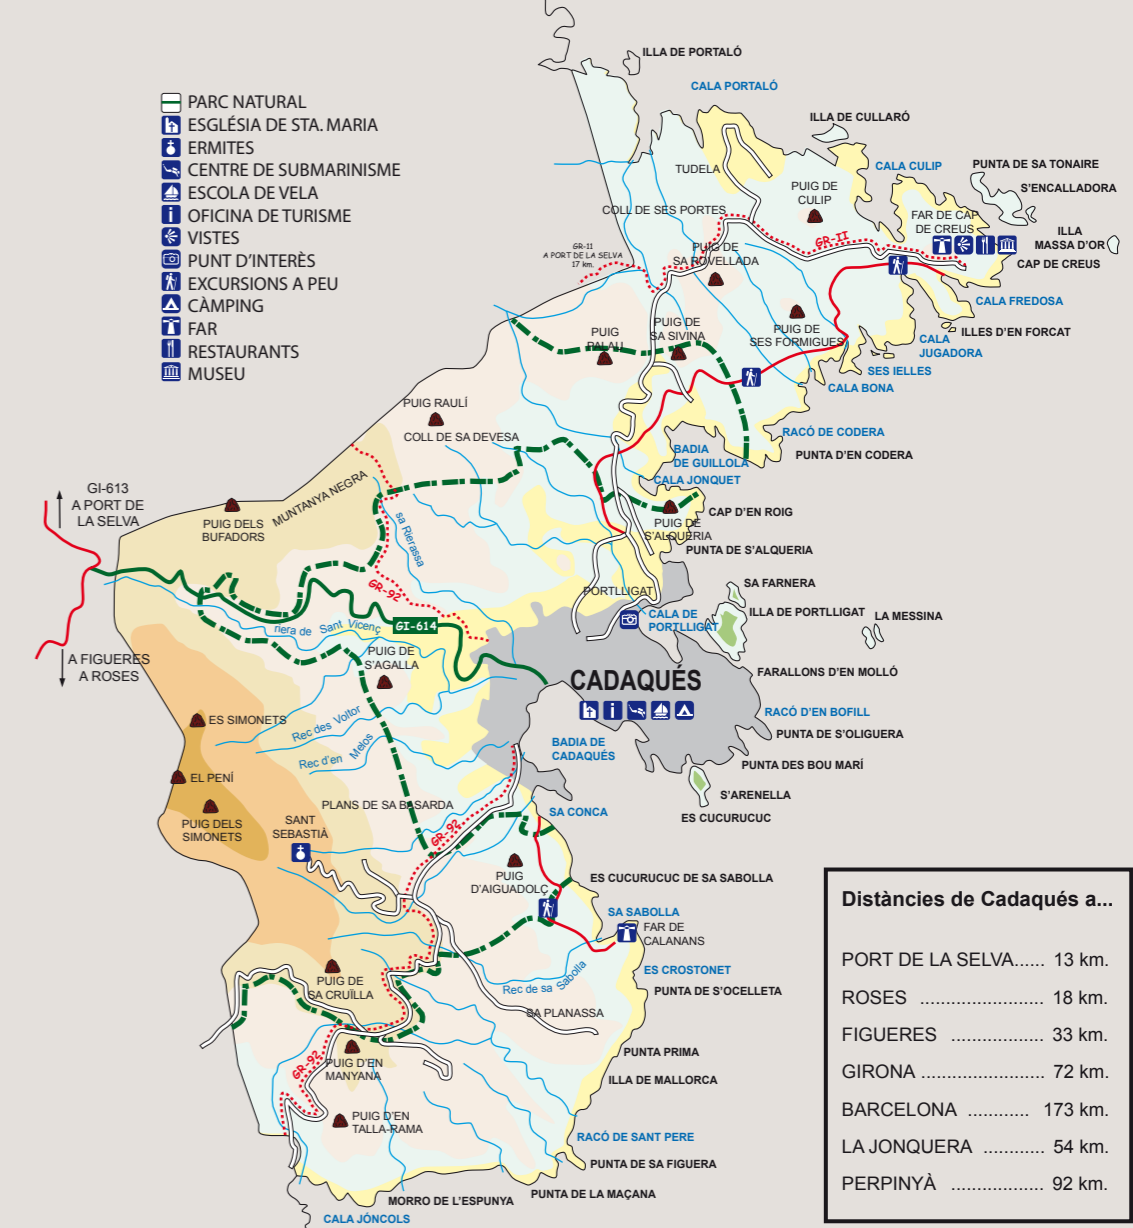 ILLA DE PORTALÓ
CALA PORTALÓ
PARC NATURAL
ESGLÉSIA DE STA. MARIA
ERMITES
CENTRE DE SUBMARINISME
ESCOLA DE VELA
OFICINA DE TURISME
VISTES
PUNT D'INTERÈS
EXCURSIONS A PEU
CÀMPING
FAR
RESTAURANTS
MUSEU
ILLA DE CULLARÓ
TUDELA
CALA CULIP
PUNTA DE SA TONAIRE
S'ENCALLADORA
PUIG DE
CULIP
COLL DE SES PORTES
FAR DE CAP
DE CREUS
ILLA
MASSA D'OR
CAP DE CREUS
GR-11
GR-11
A PORT DE LA SELVA
17 km.
PUIG DE
SA ROVELLADA
CALA FREDOSA
ILLES D'EN FORCAT
CALA
JUGADORA
PUIG
PALAU
PUIG DE
SA SIVINA
PUIG DE
SES FORMIGUES
SES IELLES
CALA BONA
PUIG RAULÍ
COLL DE SA DEVESA
RACÓ DE CODERA
PUNTA D'EN CODERA
BADIA
DE GUILLOLA
CALA JONQUET
GI-613
A PORT DE
LA SELVA
MUNTANYA NEGRA
PUIG DELS
BUFADORS
sa Rierassa
CAP D'EN ROIG
PUIG DE
S'ALQUERIA
PUNTA DE S'ALQUERIA
GR-92
PORTLLIGAT
SA FARNERA
ILLA DE PORTLLIGAT
LA MESSINA
CALA DE
PORTLLIGAT
riera de Sant Vicenç
GI-614
A FIGUERES
A ROSES
PUIG DE
S'AGALLA
FARALLONS D'EN MOLLÓ
CADAQUÉS
RACÓ D'EN BOFILL
PUNTA DE S'OLIGUERA
ES SIMONETS
Rec des Voltor
Rec d'en Melos
BADIA DE
CADAQUÉS
PUNTA DES BOU MARÍ
EL PENÍ
S'ARENELLA
ES CUCURUCUC
PUIG DELS
SIMONETS
PLANS DE SA BASARDA
SANT
SEBASTIÀ
GR-92
SA CONCA
PUIG
D'AIGUADOLÇ
ES CUCURUCUC DE SA SABOLLA
SA SABOLLA
FAR DE
CALANANS
ES CROSTONET
PUIG DE
SA CRUÏLLA
Rec de sa Sabolla
PUNTA DE S'OCELLETA
SA PLANASSA
PUNTA PRIMA
GR-92
PUIG D'EN
MANYANA
ILLA DE MALLORCA
PUIG D'EN
TALLA-RAMA
RACÓ DE SANT PERE
PUNTA DE SA FIGUERA
PUNTA DE LA MAÇANA
MORRO DE L'ESPUNYA
CALA JÓNCOLS
Distàncies de Cadaqués a...
PORT DE LA SELVA...... 13 km.
ROSES ........................ 18 km.
FIGUERES .................. 33 km.
GIRONA ........................ 72 km.
BARCELONA ............ 173 km.
LA JONQUERA ............ 54 km.
PERPINYÀ .................. 92 km.